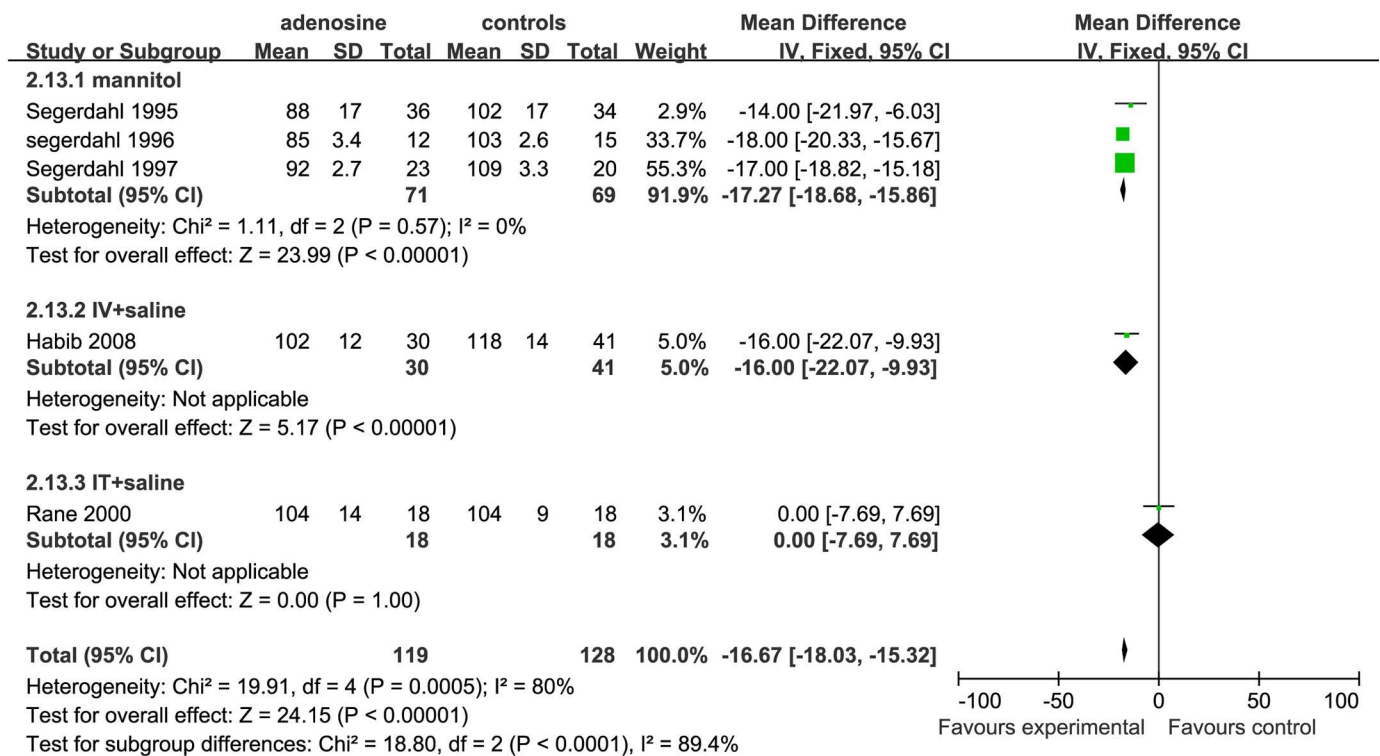 adenosine controls Mean Difference Mean Difference
Study or Subgroup Mean SD Total Mean SD Total Weight IV, Fixed, 95% CI IV, Fixed, 95% CI
2.13.1 mannitol
Segerdahl 1995 88 17 36 102 17 34 2.9% -14.00 [-21.97, -6.03]
segerdahl 1996 85 3.4 12 103 2.6 15 33.7% -18.00 [-20.33, -15.67]
Segerdahl 1997 92 2.7 23 109 3.3 20 55.3% -17.00 [-18.82, -15.18]
Subtotal (95% CI) 71 69 91.9% -17.27 [-18.68, -15.86]
Heterogeneity: Chi² = 1.11, df = 2 (P = 0.57); I² = 0%
Test for overall effect: Z = 23.99 (P < 0.00001)
2.13.2 IV+saline
Habib 2008 102 12 30 118 14 41 5.0% -16.00 [-22.07, -9.93]
Subtotal (95% CI) 30 41 5.0% -16.00 [-22.07, -9.93]
Heterogeneity: Not applicable
Test for overall effect: Z = 5.17 (P < 0.00001)
2.13.3 IT+saline
Rane 2000 104 14 18 104 9 18 3.1% 0.00 [-7.69, 7.69]
Subtotal (95% CI) 18 18 3.1% 0.00 [-7.69, 7.69]
Heterogeneity: Not applicable
Test for overall effect: Z = 0.00 (P = 1.00)
Total (95% CI) 119 128 100.0% -16.67 [-18.03, -15.32]
Heterogeneity: Chi² = 19.91, df = 4 (P = 0.0005); I² = 80%
Test for overall effect: Z = 24.15 (P < 0.00001)
Test for subgroup differences: Chi² = 18.80, df = 2 (P < 0.0001), I² = 89.4%
-100 -50 0 50 100
Favours experimental Favours control